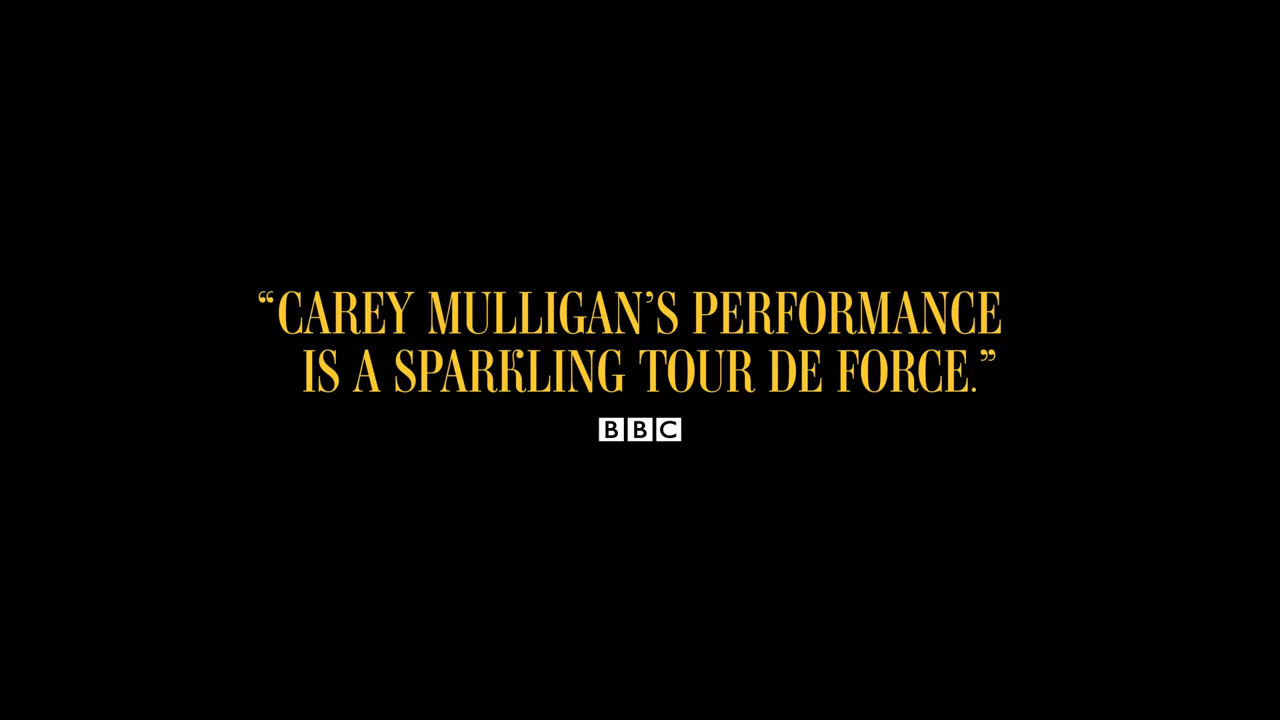 “CAREY MULLIGAN’S PERFORMANCE
IS A SPARKLING TOUR DE FORCE.”
BBC